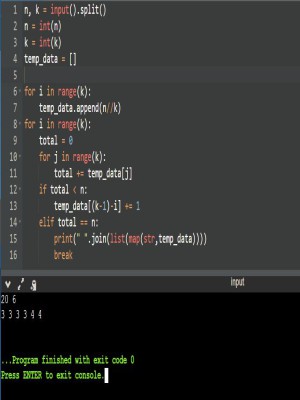 1 n, k = input().split()
2 n = int(n)
3 k = int(k)
4 temp_data = []
5
6 for i in range(k):
7     temp_data.append(n//k)
8 for i in range(k):
9     total = 0
10     for j in range(k):
11         total += temp_data[j]
12     if total < n:
13         temp_data[(k-1)-i] += 1
14     elif total == n:
15         print(" ".join(list(map(str,temp_data))))
16         break
input
20 6
3 3 3 3 4 4
...Program finished with exit code 0
Press ENTER to exit console.